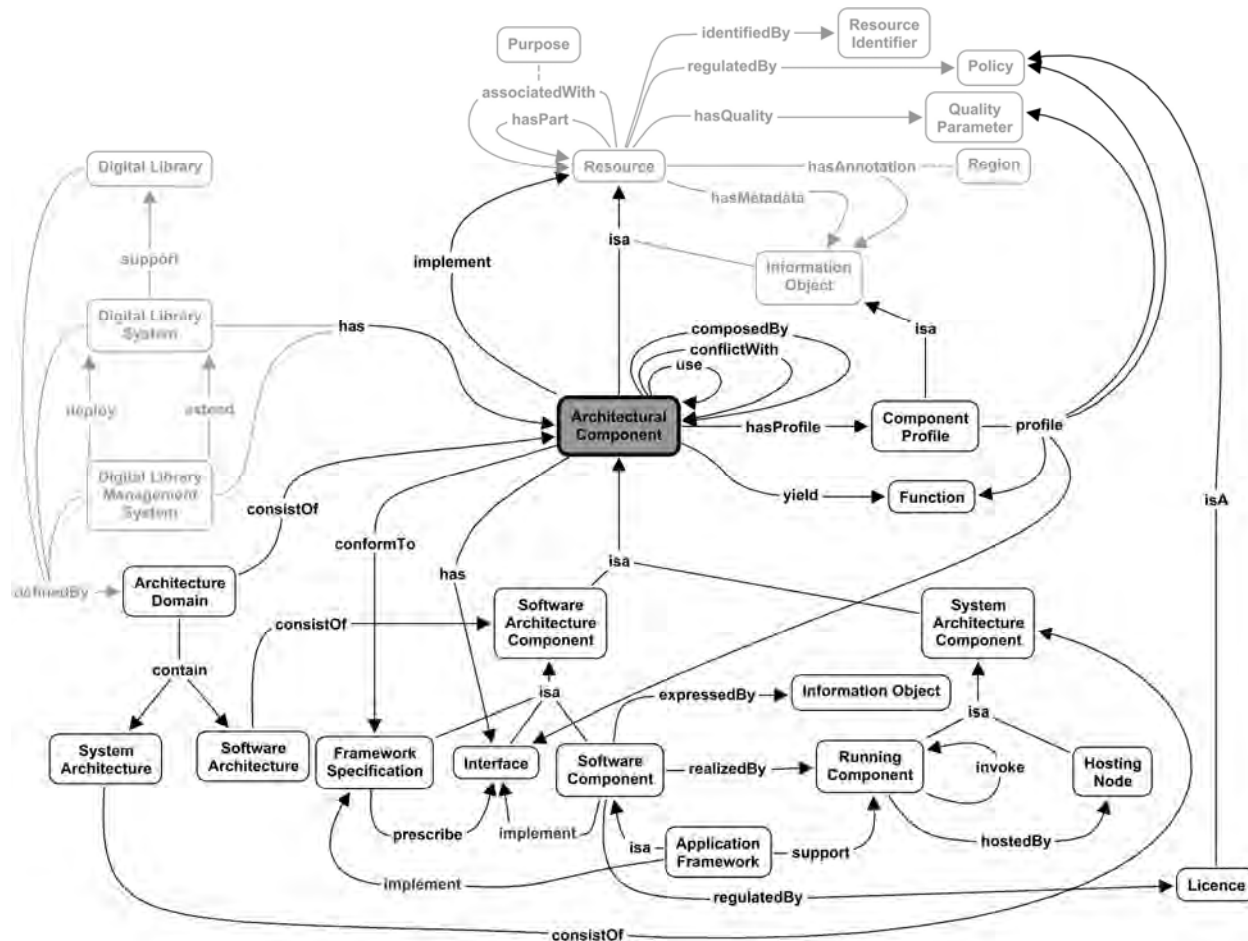 Purpose
identifiedBy
Resource
Identifier
regulatedBy
Policy
associatedWith
hasPart
hasQuality
Quality
Parameter
Digital Library
Resource
hasAnnotation
Region
hasMetadata
support
implement
isa
Information
Object
Digital Library
System
has
composedBy
isa
conflictWith
use
deploy
extend
Architectural
Component
hasProfile
Component
Profile
profile
Digital Library
Management
System
consistOf
yield
Function
isA
conformTo
has
isa
definedBy
Architecture
Domain
Software
Architecture
Component
System
Architecture
Component
consistOf
contain
isa
expressedBy
Information Object
isa
System
Architecture
Software
Architecture
Framework
Specification
Interface
Software
Component
realizedBy
Running
Component
invoke
Hosting
Node
prescribe
implement
isa
Application
Framework
support
hostedBy
implement
regulatedBy
Licence
consistOf